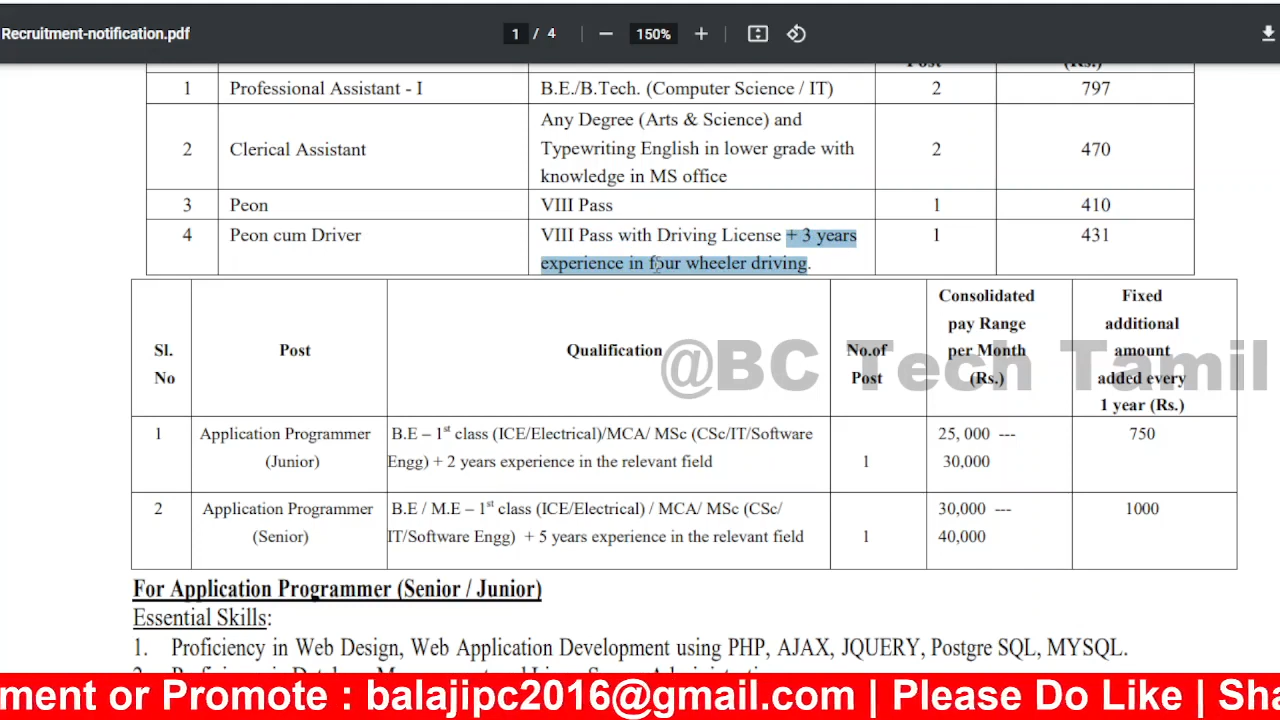 Recruitment-notification.pdf 1 / 4 150%
Post (Rs.)
1 Professional Assistant - I B.E./B.Tech. (Computer Science / IT) 2 797
Any Degree (Arts & Science) and
2 Clerical Assistant Typewriting English in lower grade with 2 470
knowledge in MS office
3 Peon VIII Pass 1 410
4 Peon cum Driver VIII Pass with Driving License + 3 years 1 431
experience in four wheeler driving.
Consolidated Fixed
pay Range additional
Sl. Post Qualification No.of per Month amount
No Post (Rs.) added every
1 year (Rs.)
@BC Tech Tamil
1 Application Programmer B.E – 1st class (ICE/Electrical)/MCA/ MSc (CSc/IT/Software 25, 000 --- 750
(Junior) Engg) + 2 years experience in the relevant field 1 30,000
2 Application Programmer B.E / M.E – 1st class (ICE/Electrical) / MCA/ MSc (CSc/ 30,000 --- 1000
(Senior) IT/Software Engg) + 5 years experience in the relevant field 1 40,000
For Application Programmer (Senior / Junior)
Essential Skills:
1. Proficiency in Web Design, Web Application Development using PHP, AJAX, JQUERY, Postgre SQL, MYSQL.
ment or Promote : balajipc2016@gmail.com | Please Do Like | Sha